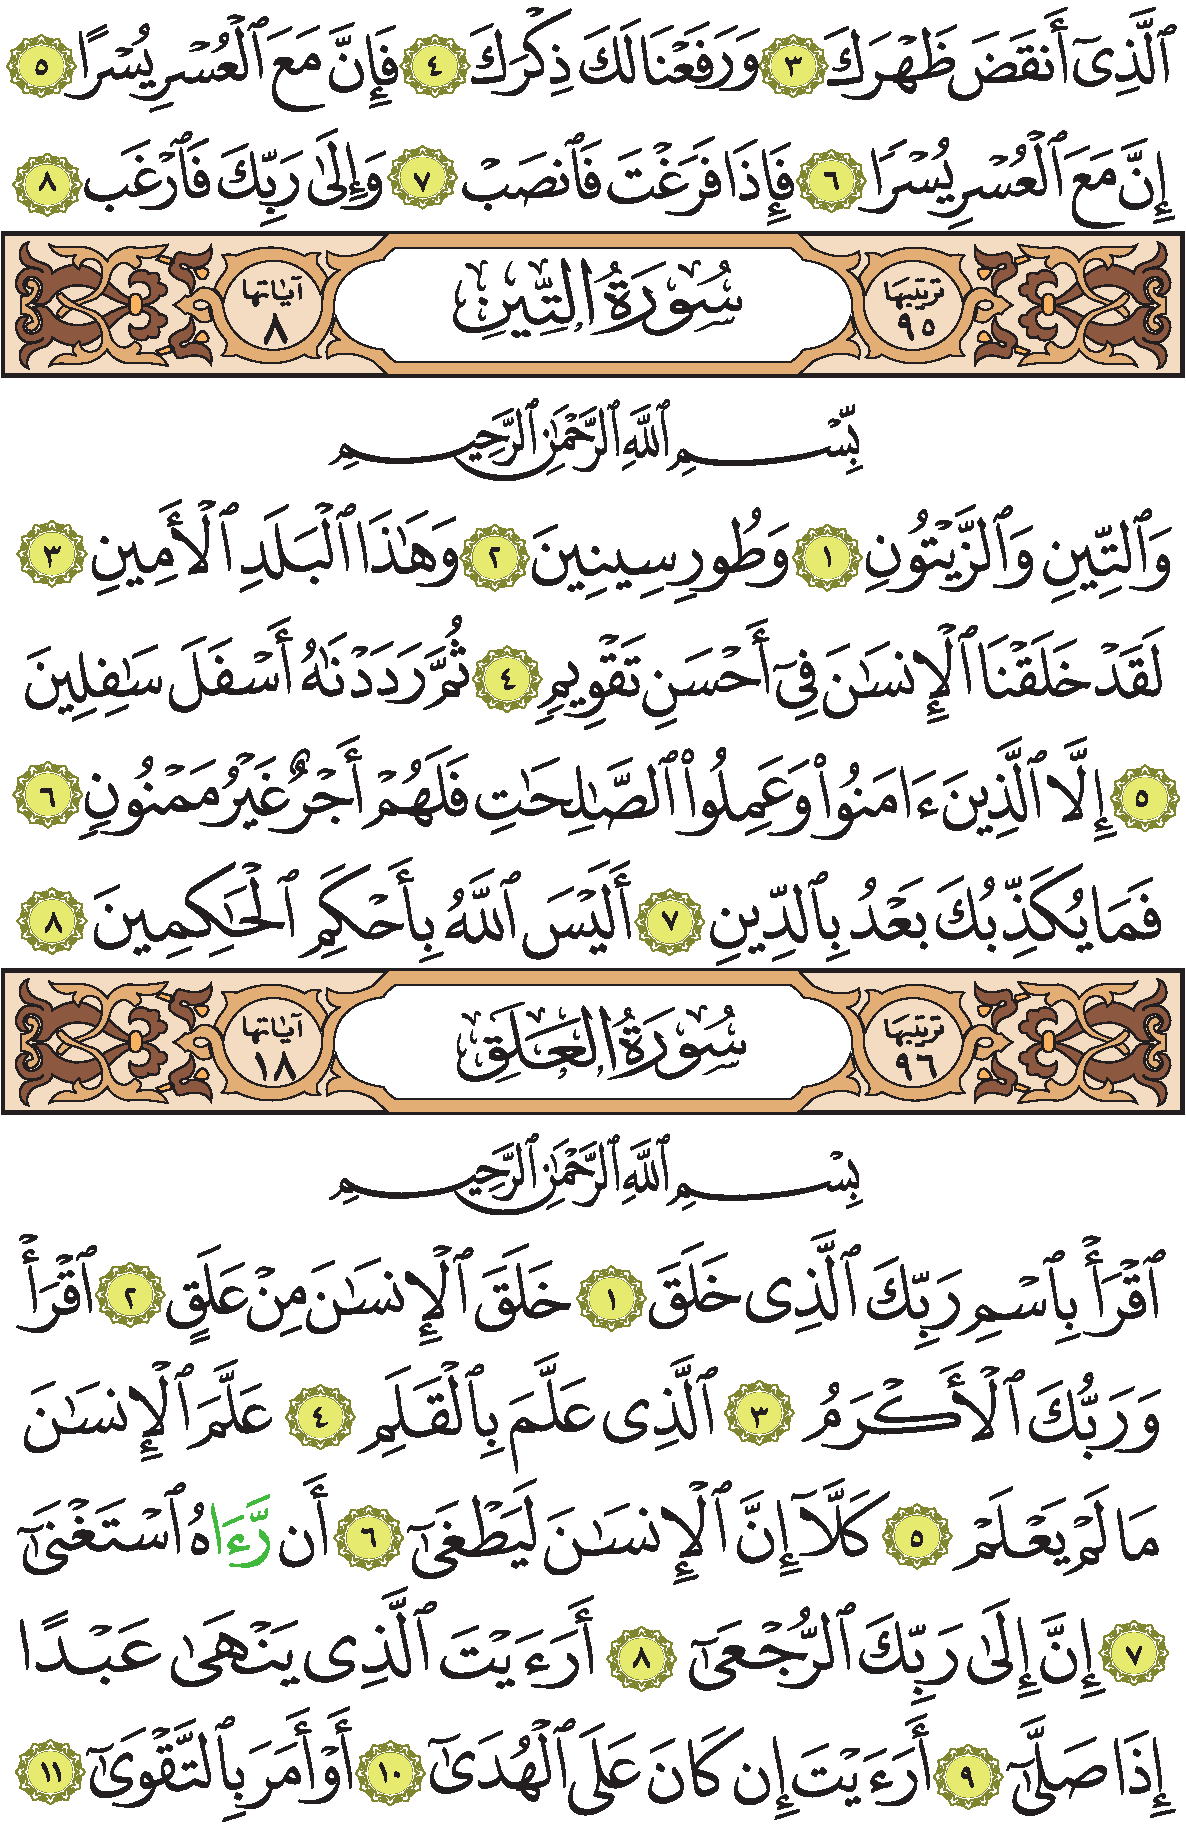 ٱلَّذِىٓ أَنقَضَ ظَهْرَكَ ٣ وَرَفَعْنَا لَكَ ذِكْرَكَ ٤ فَإِنَّ مَعَ ٱلْعُسْرِ يُسْرًا ٥
إِنَّ مَعَ ٱلْعُسْرِ يُسْرًا ٦ فَإِذَا فَرَغْتَ فَٱنصَبْ ٧ وَإِلَىٰ رَبِّكَ فَٱرْغَب ٨
ترتيبها ٩٥ سُورَةُ التِّينِ آياتها ٨
بِّسْمِ ٱللَّهِ ٱلرَّحْمَٰنِ ٱلرَّحِيمِ
وَٱلتِّينِ وَٱلزَّيْتُونِ ١ وَطُورِ سِينِينَ ٢ وَهَٰذَا ٱلْبَلَدِ ٱلْأَمِينِ ٣
لَقَدْ خَلَقْنَا ٱلْإِنسَٰنَ فِىٓ أَحْسَنِ تَقْوِيمٍ ٤ ثُمَّ رَدَدْنَٰهُ أَسْفَلَ سَٰفِلِينَ
٥ إِلَّا ٱلَّذِينَ ءَامَنُوا۟ وَعَمِلُوا۟ ٱلصَّٰلِحَٰتِ فَلَهُمْ أَجْرٌ غَيْرُ مَمْنُونٍ ٦
فَمَا يُكَذِّبُكَ بَعْدُ بِٱلدِّينِ ٧ أَلَيْسَ ٱللَّهُ بِأَحْكَمِ ٱلْحَٰكِمِينَ ٨
ترتيبها ٩٦ سُورَةُ العَلَقِ آياتها ١٨
بِسْمِ ٱللَّهِ ٱلرَّحْمَٰنِ ٱلرَّحِيمِ
ٱقْرَأْ بِٱسْمِ رَبِّكَ ٱلَّذِى خَلَقَ ١ خَلَقَ ٱلْإِنسَٰنَ مِنْ عَلَقٍ ٢ ٱقْرَأْ
وَرَبُّكَ ٱلْأَكْرَمُ ٣ ٱلَّذِى عَلَّمَ بِٱلْقَلَمِ ٤ عَلَّمَ ٱلْإِنسَٰنَ
مَا لَمْ يَعْلَمْ ٥ كَلَّآ إِنَّ ٱلْإِنسَٰنَ لَيَطْغَىٰٓ ٦ أَن رَّءَاهُ ٱسْتَغْنَىٰٓ
٧ إِنَّ إِلَىٰ رَبِّكَ ٱلرُّجْعَىٰٓ ٨ أَرَءَيْتَ ٱلَّذِى يَنْهَىٰ عَبْدًا
إِذَا صَلَّىٰٓ ٩ أَرَءَيْتَ إِن كَانَ عَلَى ٱلْهُدَىٰٓ ١٠ أَوْ أَمَرَ بِٱلتَّقْوَىٰٓ ١١